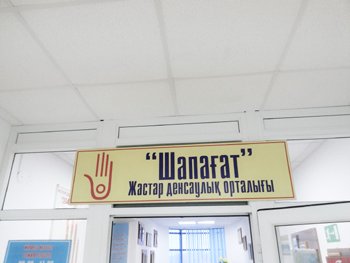 "Шапағат"
Жастар денсаулық орталығы